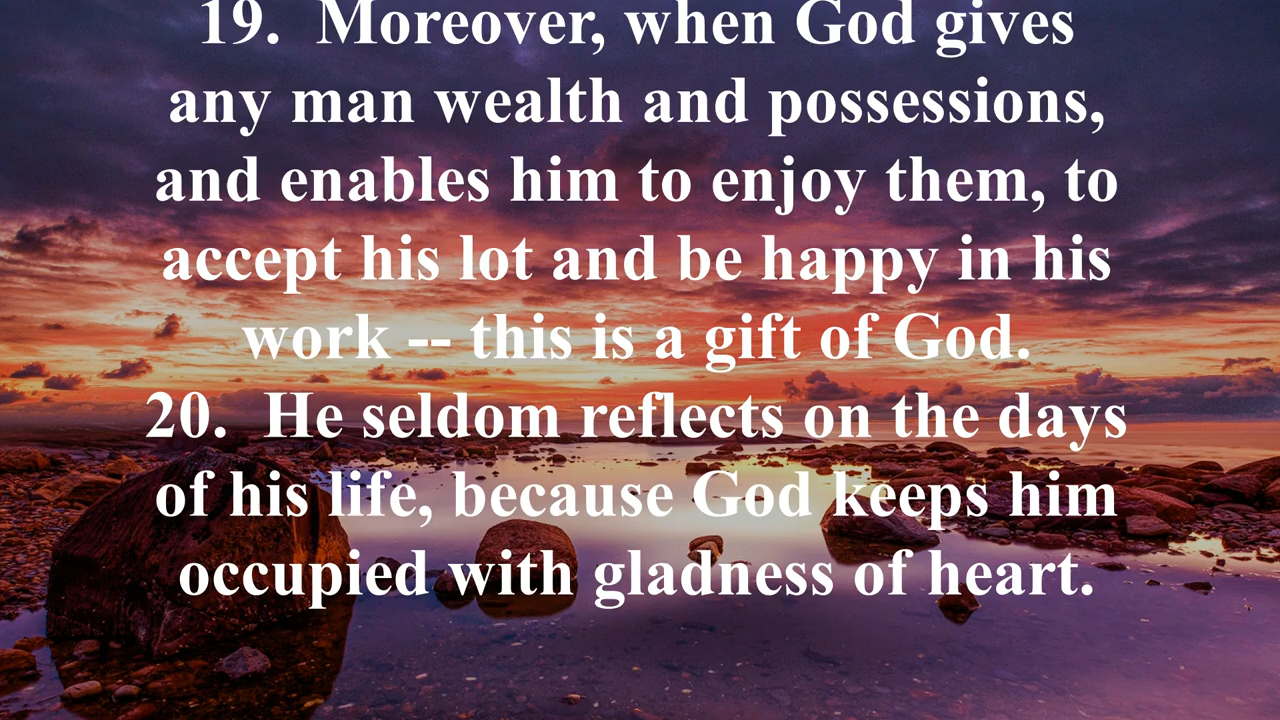 19.  Moreover, when God gives
any man wealth and possessions,
and enables him to enjoy them, to
accept his lot and be happy in his
work -- this is a gift of God.
20.  He seldom reflects on the days
of his life, because God keeps him
occupied with gladness of heart.